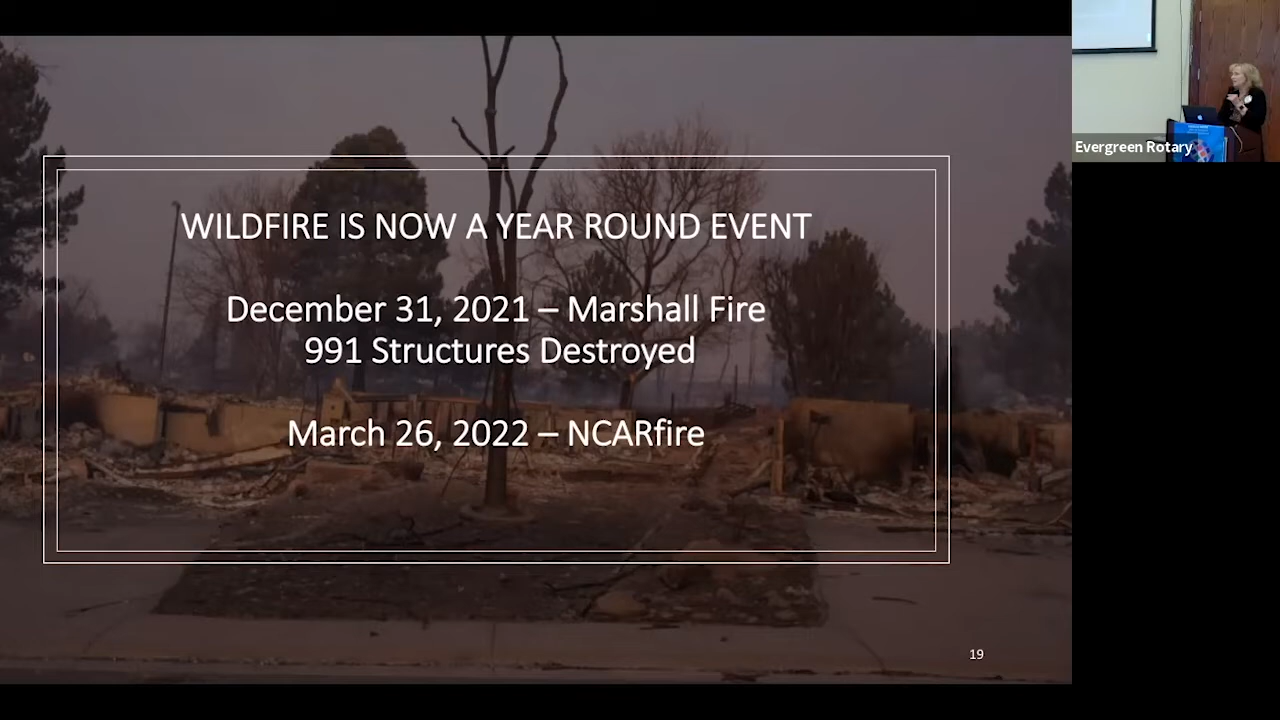 WILDFIRE IS NOW A YEAR ROUND EVENT
December 31, 2021 – Marshall Fire
991 Structures Destroyed
March 26, 2022 – NCARfire
19
Evergreen Rotary